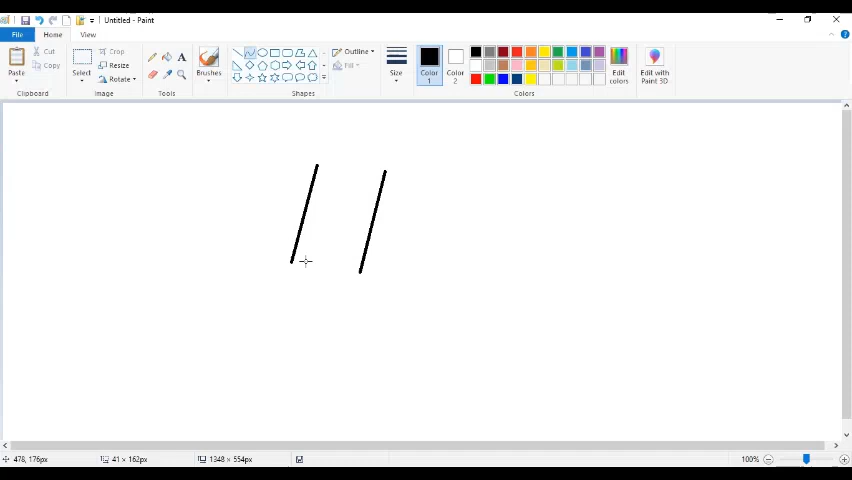 Untitled - Paint
File Home View
Paste
Cut
Copy
Clipboard
Select
Crop
Resize
Rotate
Image
A
Tools
Brushes
Shapes
Outline
Fill
Size
Color 1
Color 2
Edit colors
Colors
Edit with Paint 3D
478, 176px 41 × 162px 1348 × 554px 100%